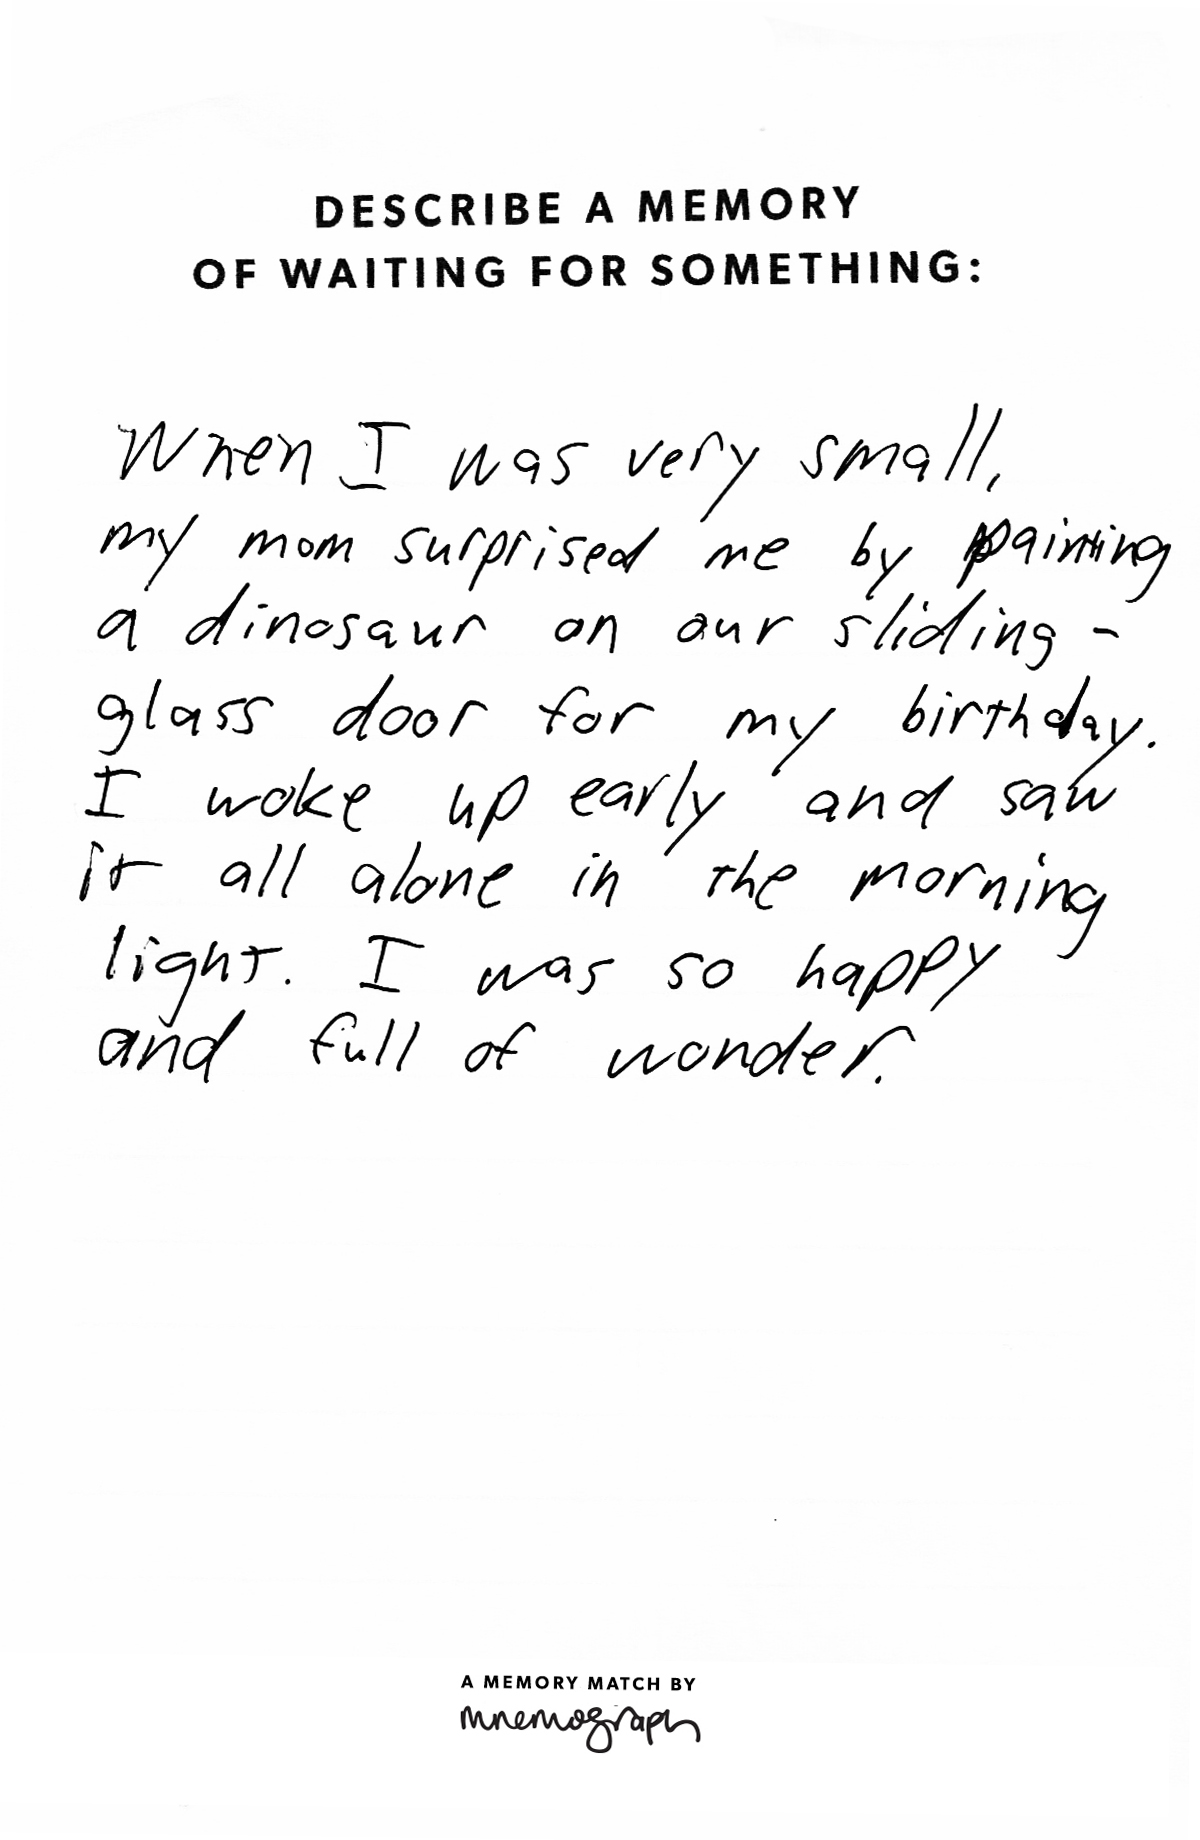 DESCRIBE A MEMORY
OF WAITING FOR SOMETHING:
When I was very small,
my mom surprised me by painting
a dinosaur on our sliding-
glass door for my birthday.
I woke up early and saw
it all alone in the morning
light. I was so happy
and full of wonder.
A MEMORY MATCH BY
mnemograph